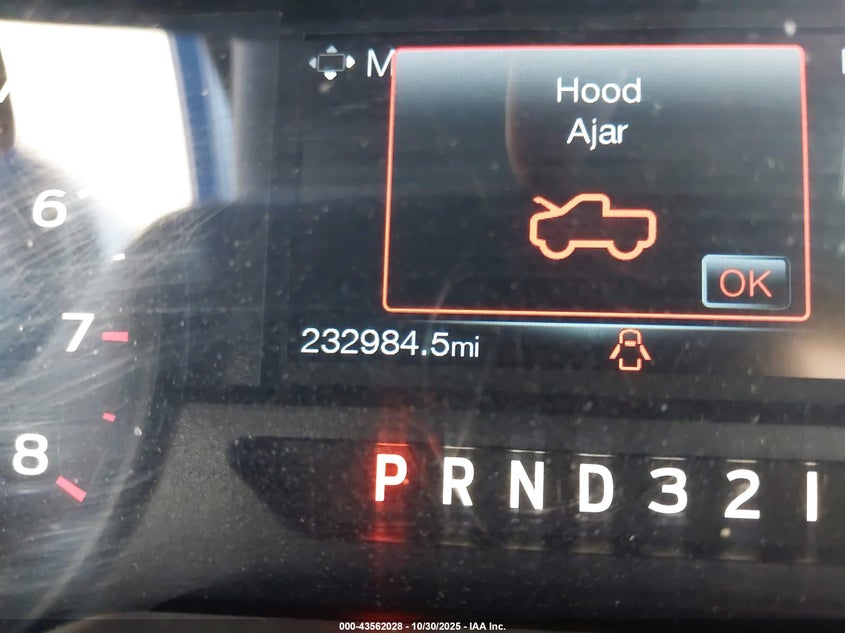 M
Hood
Ajar
OK
6
7
8
232984.5mi
P R N D 3 2 1
000-43562028 - 10/30/2025 - IAA Inc.